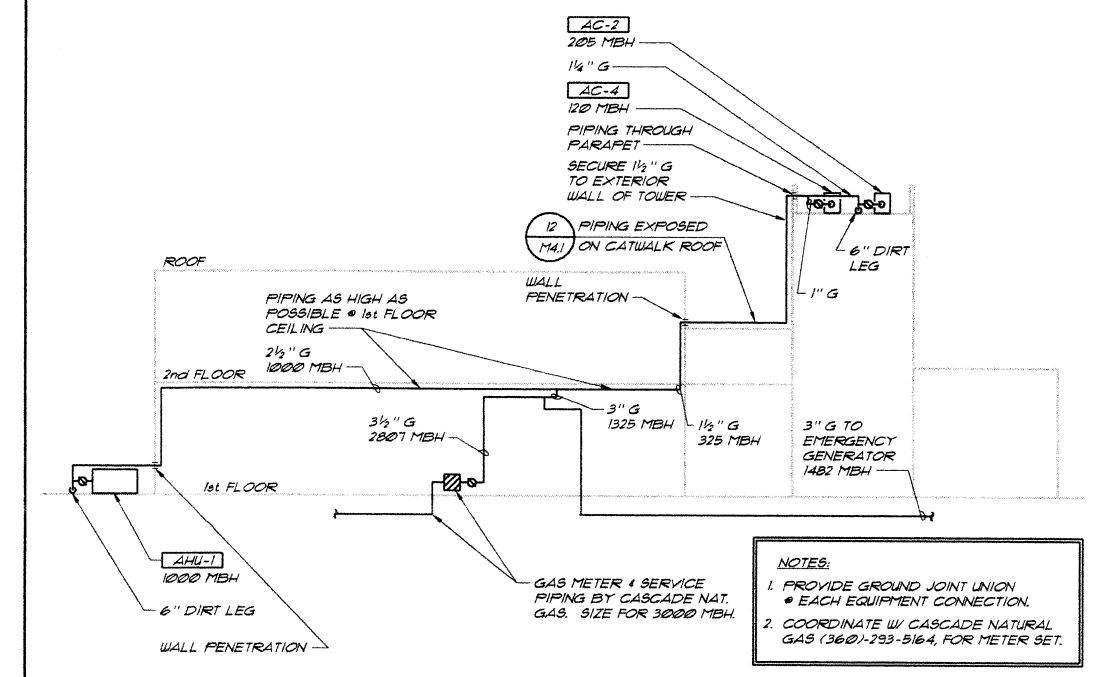 AC-2
205 MBH
1¼" G
AC-4
120 MBH
PIPING THROUGH
PARAPET
SECURE 1½" G
TO EXTERIOR
WALL OF TOWER
12
M4.1
PIPING EXPOSED
ON CATWALK ROOF
6" DIRT
LEG
1" G
ROOF
WALL
PENETRATION
PIPING AS HIGH AS
POSSIBLE @ 1st FLOOR
CEILING
2½" G
1000 MBH
2nd FLOOR
3" G
1325 MBH
3½" G
2807 MBH
1½" G
325 MBH
3" G TO
EMERGENCY
GENERATOR
1482 MBH
1st FLOOR
AHU-1
1000 MBH
6" DIRT LEG
WALL PENETRATION
GAS METER & SERVICE
PIPING BY CASCADE NAT.
GAS. SIZE FOR 3000 MBH.
NOTES:
1. PROVIDE GROUND JOINT UNION
@ EACH EQUIPMENT CONNECTION.
2. COORDINATE W/ CASCADE NATURAL
GAS (360)-293-5164, FOR METER SET.